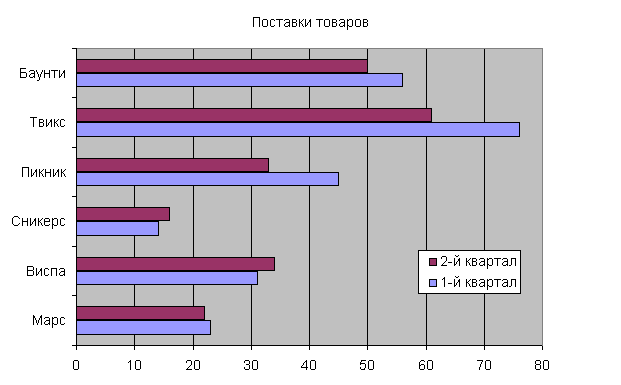 Поставки товаров
Баунти
Твикс
Пикник
Сникерс
Виспа
Марс
2-й квартал
1-й квартал
0 10 20 30 40 50 60 70 80